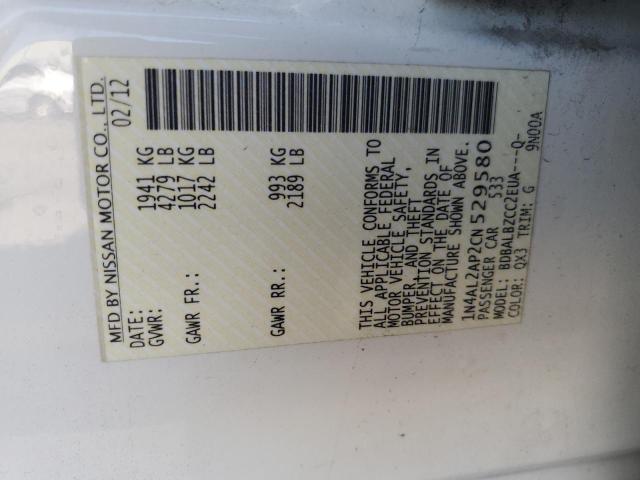 MFD BY NISSAN MOTOR CO., LTD.
DATE: 02/12
GVWR: 1941 KG
4279 LB
GAWR FR.: 1017 KG
2242 LB
GAWR RR.: 993 KG
2189 LB
THIS VEHICLE CONFORMS TO
ALL APPLICABLE FEDERAL
MOTOR VEHICLE SAFETY,
BUMPER, AND THEFT
PREVENTION STANDARDS IN
EFFECT ON THE DATE OF
MANUFACTURE SHOWN ABOVE.
1N4AL2AP2CN529580
PASSENGER CAR 533
MODEL: BDBALBZCC2EUA---Q-
COLOR: QX3 TRIM: G 9N00A